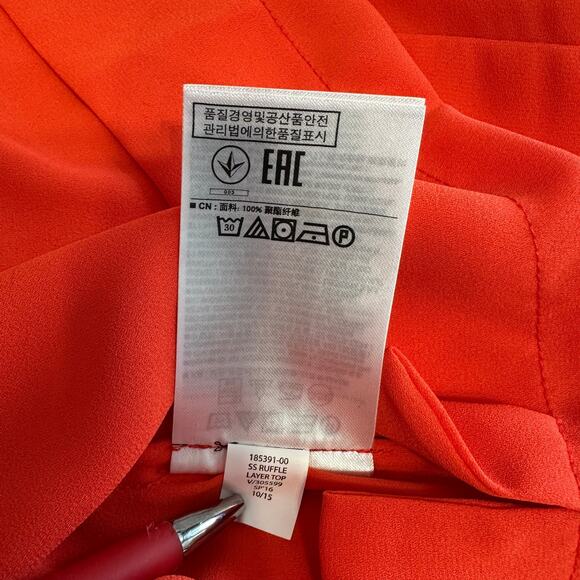 품질경영및공산품안전
관리법에의한품질표시
003
EAC
■ CN : 面料: 100% 聚酯纤维
30
P
185391-00
SS RUFFLE
LAYER TOP
V/305599
SP'16
10/15